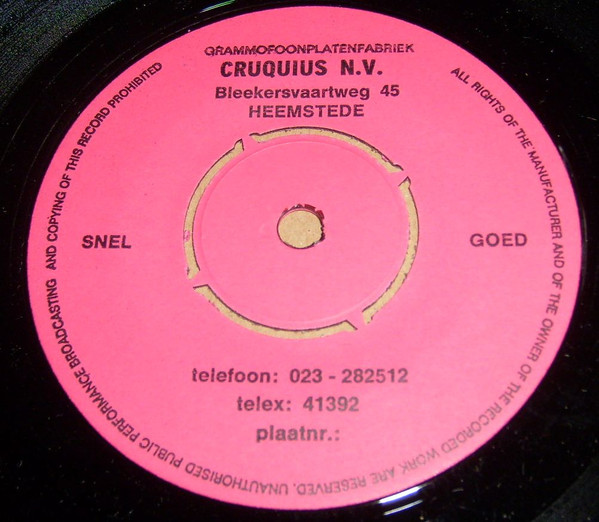 GRAMMOFOONPLATENFABRIEK
CRUQUIUS N.V.
Bleekersvaartweg 45
HEEMSTEDE
SNEL
GOED
telefoon: 023 - 282512
telex: 41392
plaatnr.:
ALL RIGHTS OF THE MANUFACTURER AND OF THE OWNER OF THE RECORDED WORK ARE RESERVED. UNAUTHORISED PUBLIC PERFORMANCE BROADCASTING AND COPYING OF THIS RECORD PROHIBITED